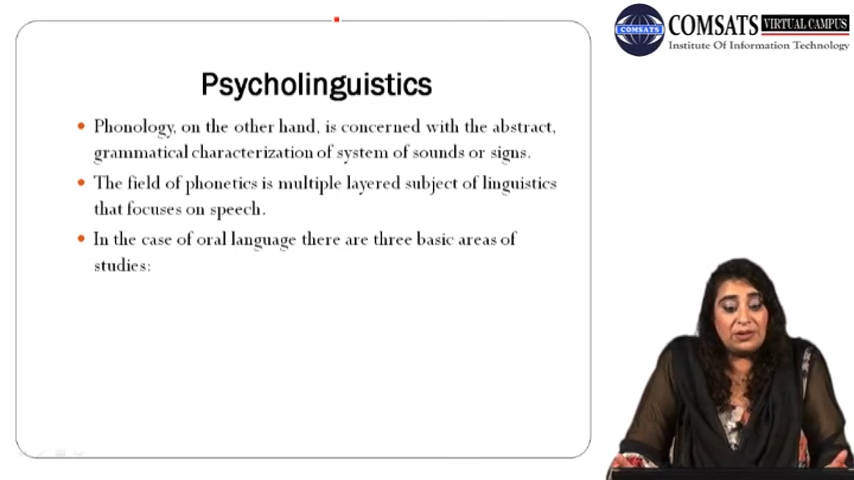 COMSATS VIRTUAL CAMPUS
COMSATS
Institute Of Information Technology
Psycholinguistics
Phonology, on the other hand, is concerned with the abstract,
grammatical characterization of system of sounds or signs.
The field of phonetics is multiple layered subject of linguistics
that focuses on speech.
In the case of oral language there are three basic areas of
studies: